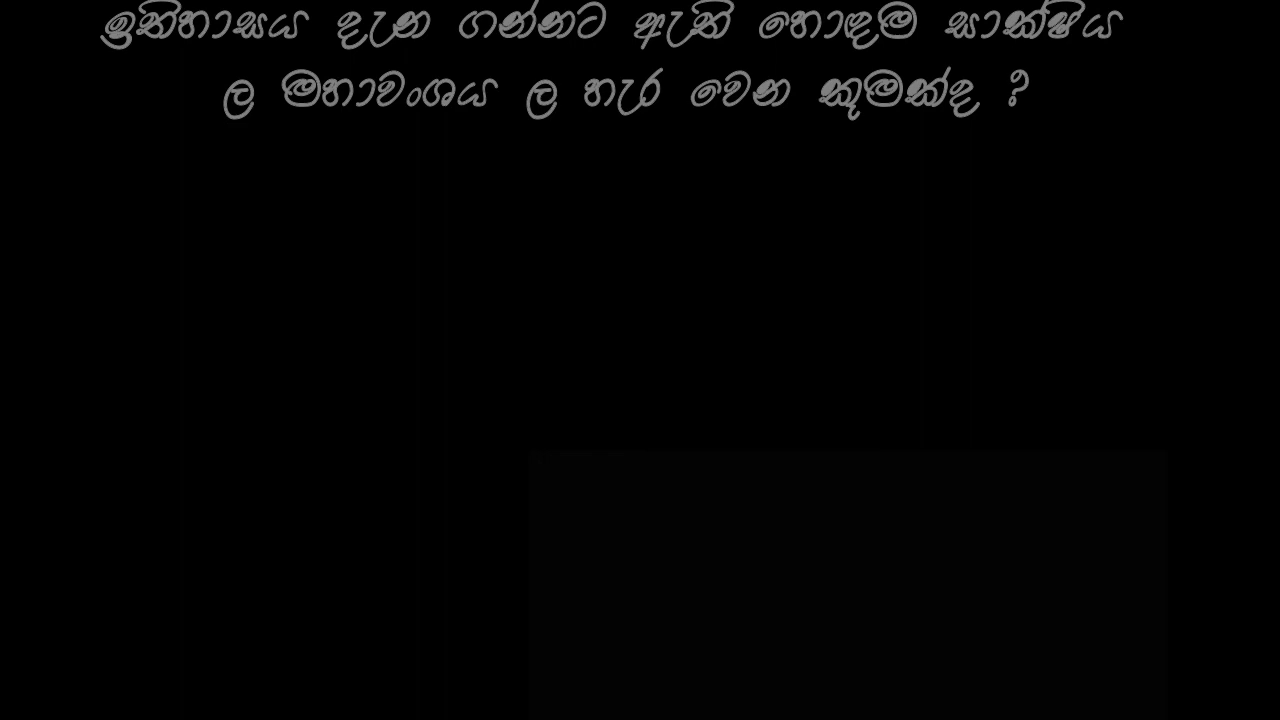 ඉතිහාසය දැන ගන්නට ඇති හොඳම සාක්ෂිය
ල මහාවංශය ල හැර වෙන කුමක්ද ?